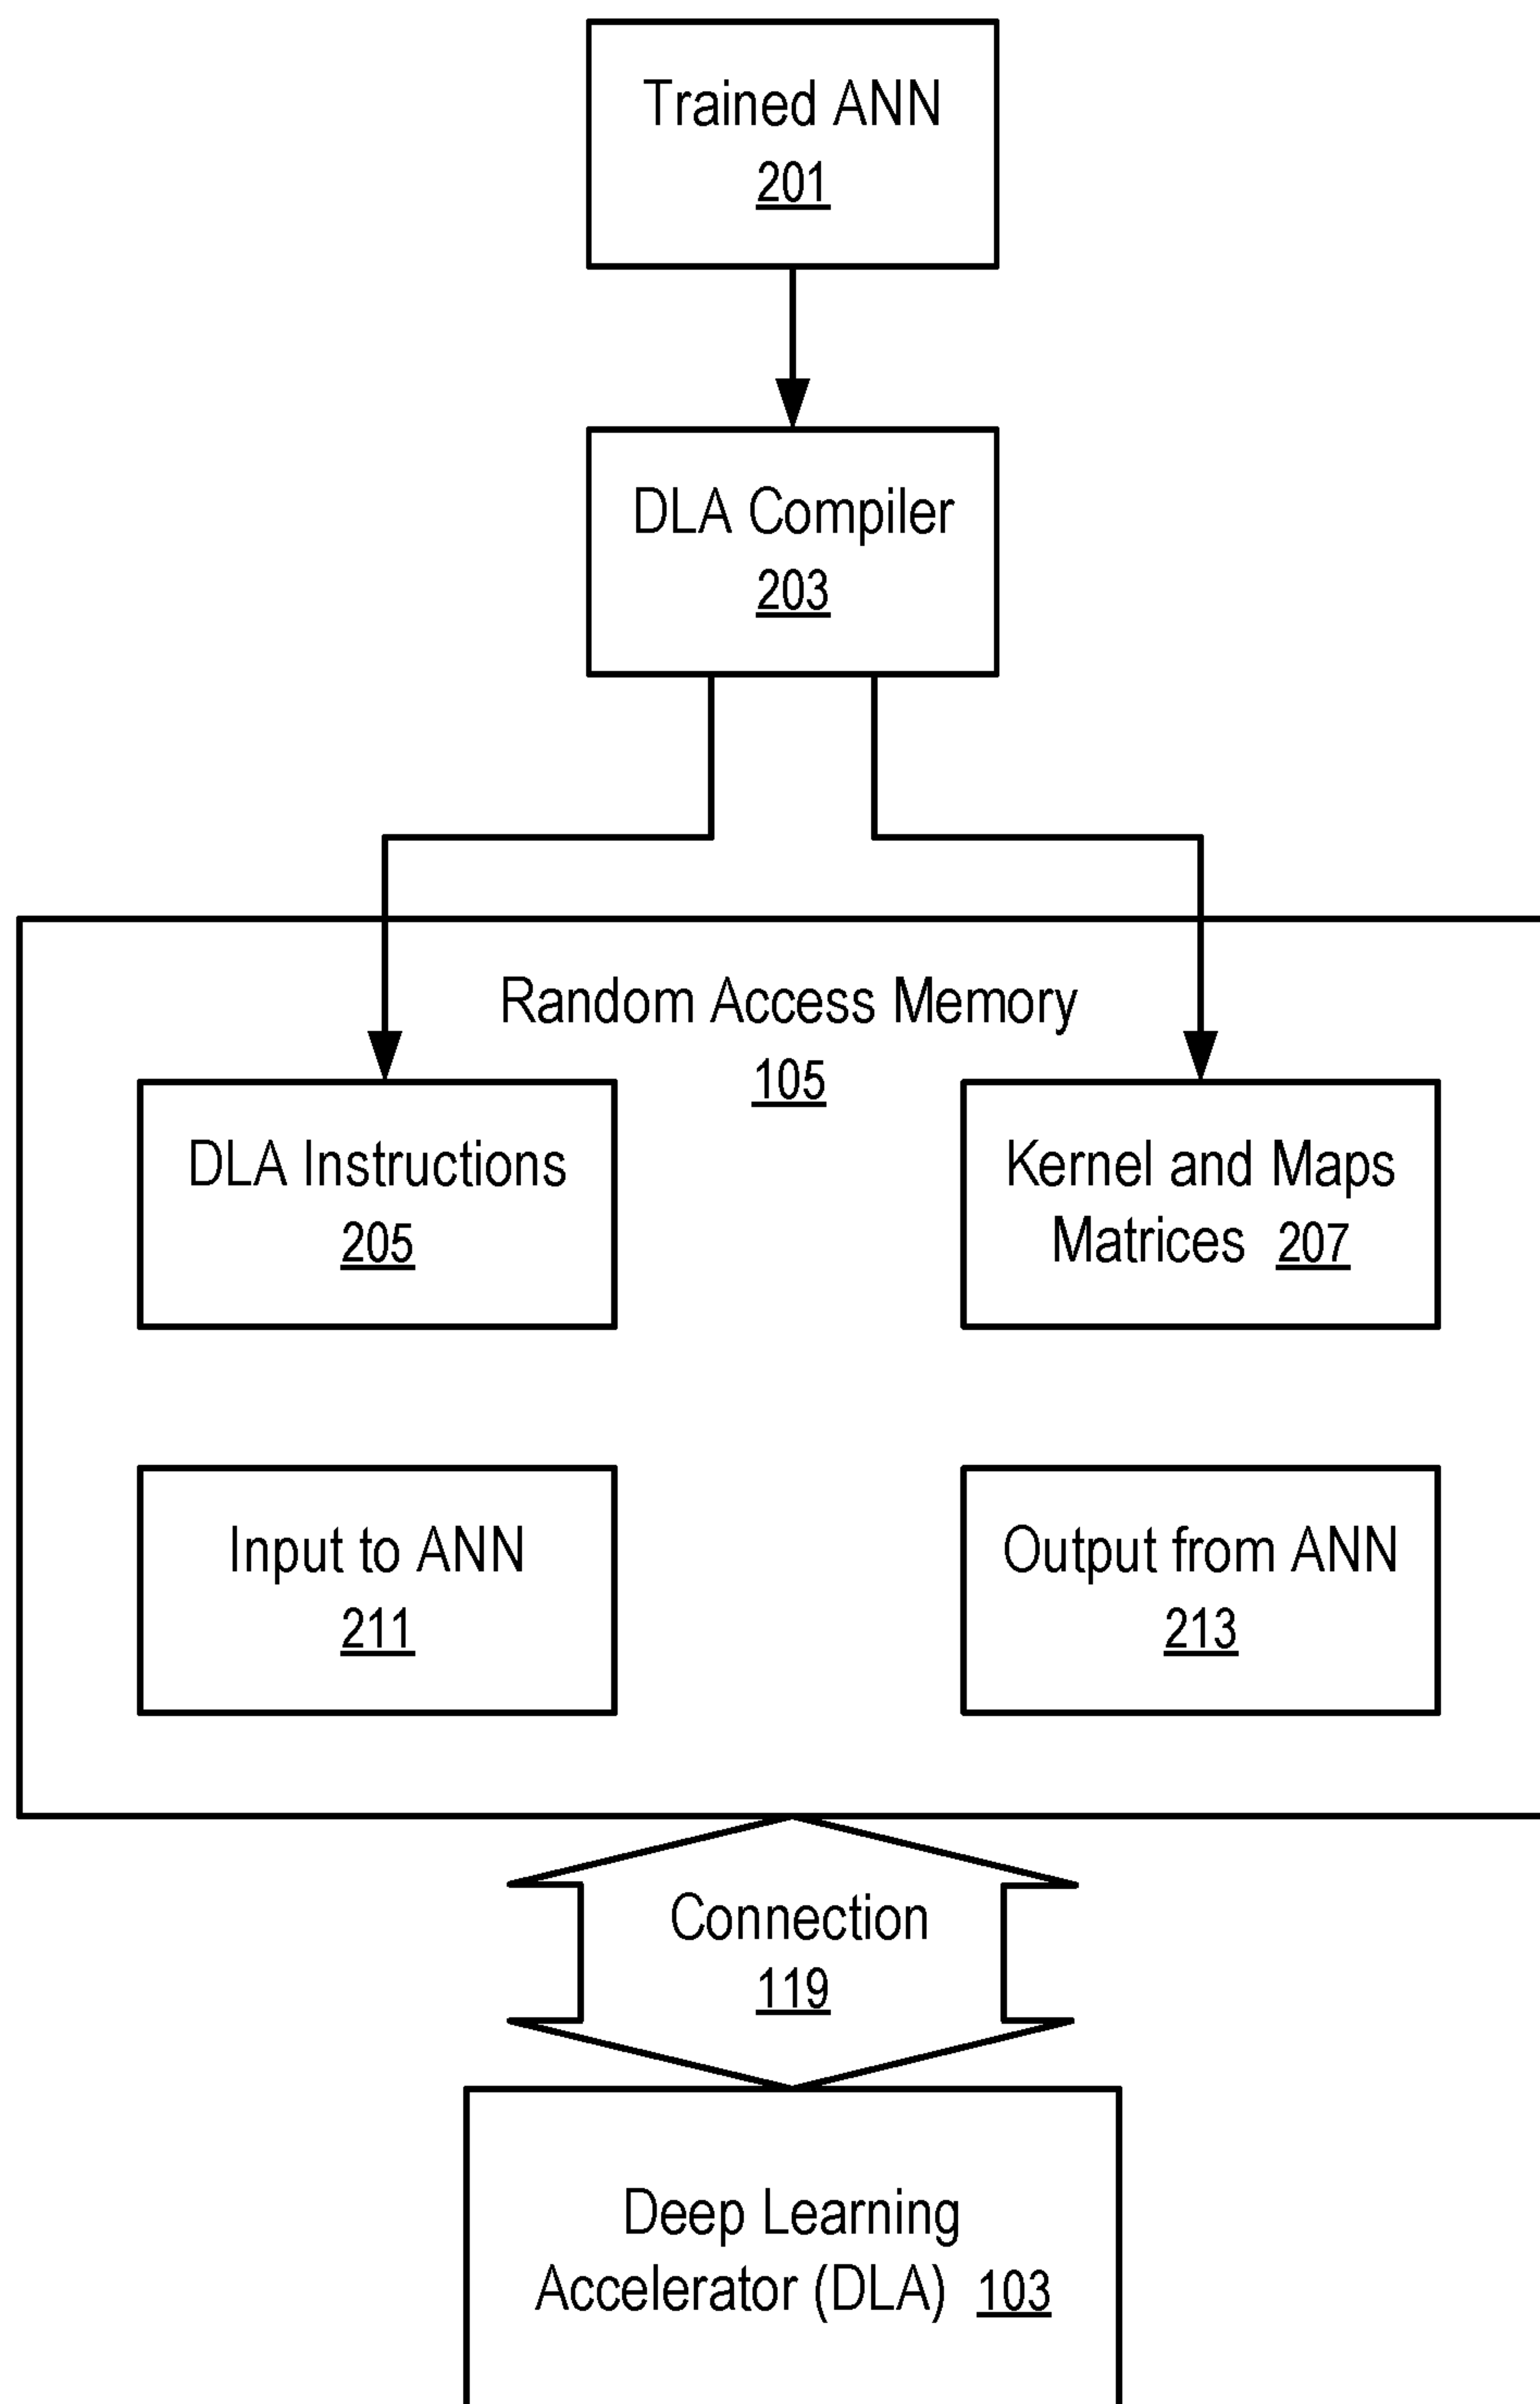 Trained ANN
201
DLA Compiler
203
Random Access Memory
105
DLA Instructions
205
Kernel and Maps
Matrices 207
Input to ANN
211
Output from ANN
213
Connection
119
Deep Learning
Accelerator (DLA) 103